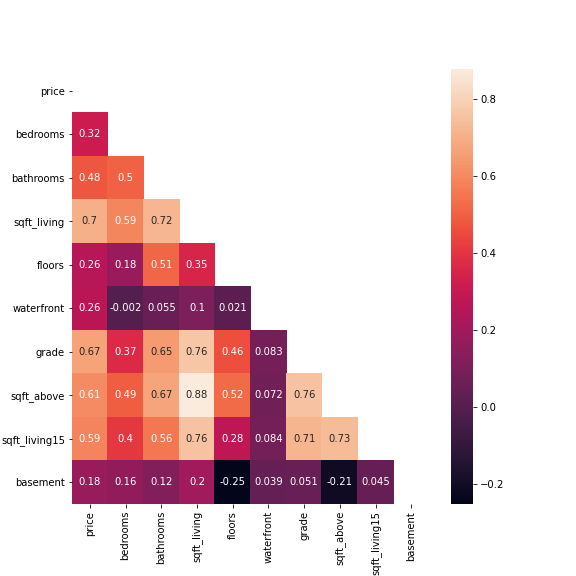 price
bedrooms 0.32
bathrooms 0.48 0.5
sqft_living 0.7 0.59 0.72
floors 0.26 0.18 0.51 0.35
waterfront 0.26 -0.002 0.055 0.1 0.021
grade 0.67 0.37 0.65 0.76 0.46 0.083
sqft_above 0.61 0.49 0.67 0.88 0.52 0.072 0.76
sqft_living15 0.59 0.4 0.56 0.76 0.28 0.084 0.71 0.73
basement 0.18 0.16 0.12 0.2 -0.25 0.039 0.051 -0.21 0.045
price bedrooms bathrooms sqft_living floors waterfront grade sqft_above sqft_living15 basement
0.8
0.6
0.4
0.2
0.0
−0.2